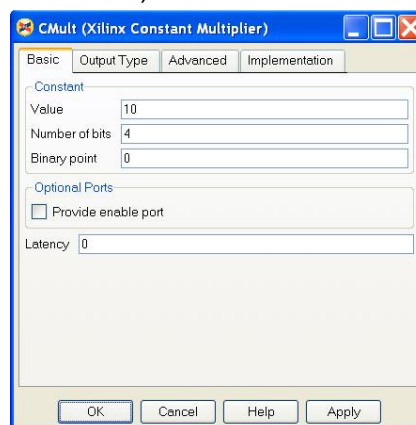 CMult (Xilinx Constant Multiplier)
Basic Output Type Advanced Implementation
Constant
Value 10
Number of bits 4
Binary point 0
Optional Ports
Provide enable port
Latency 0
OK Cancel Help Apply